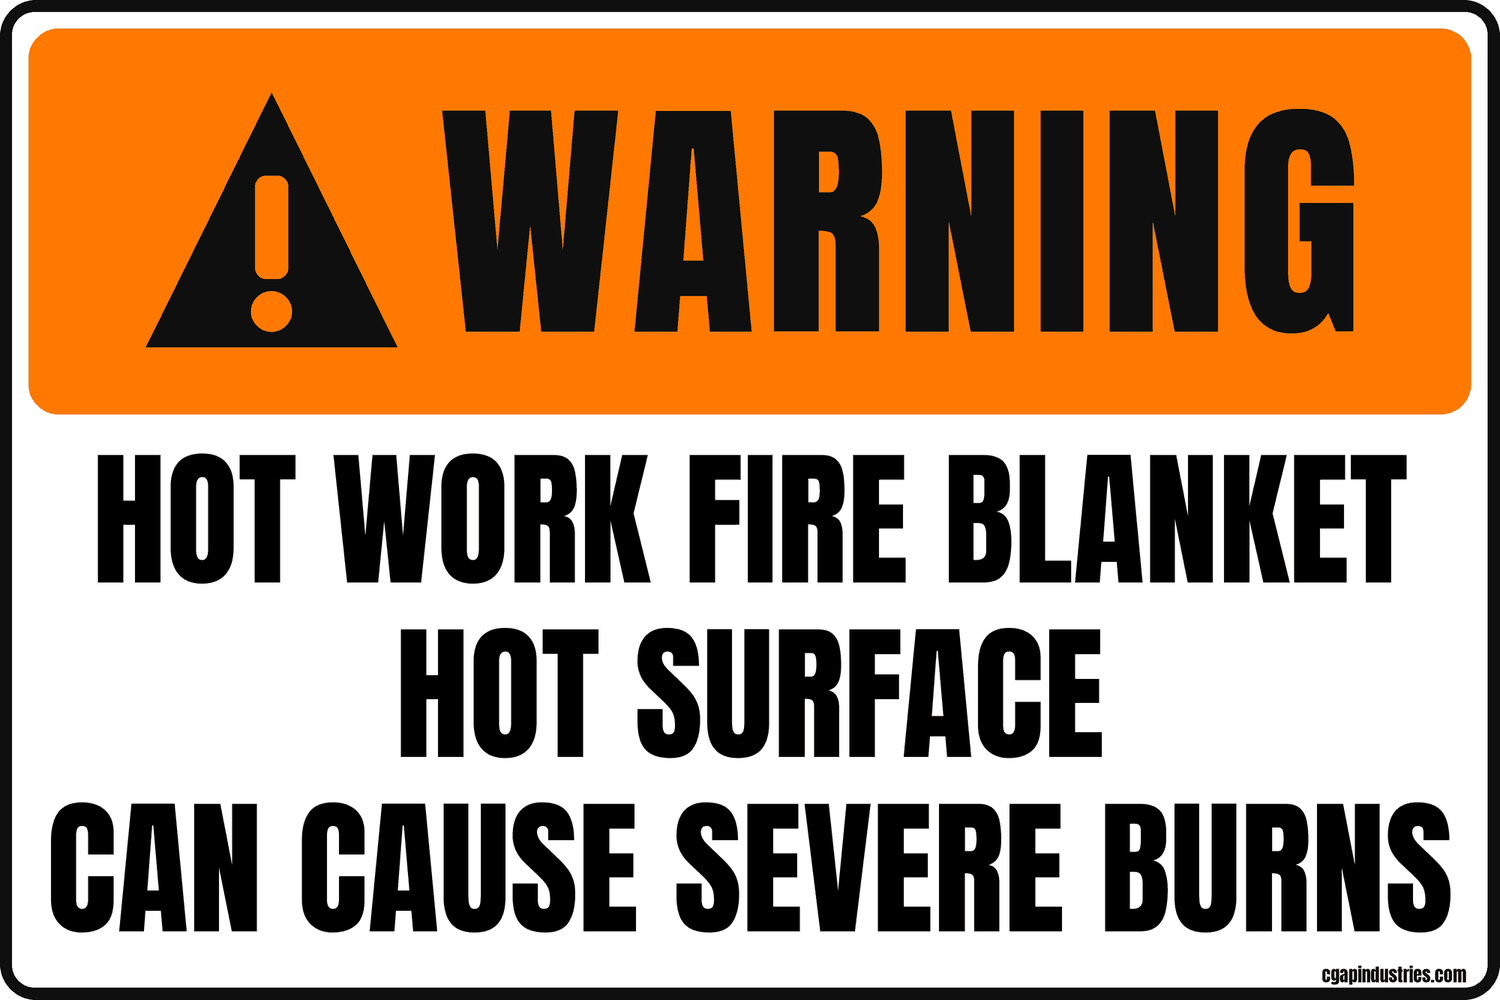 WARNING
HOT WORK FIRE BLANKET
HOT SURFACE
CAN CAUSE SEVERE BURNS
cgapindustries.com